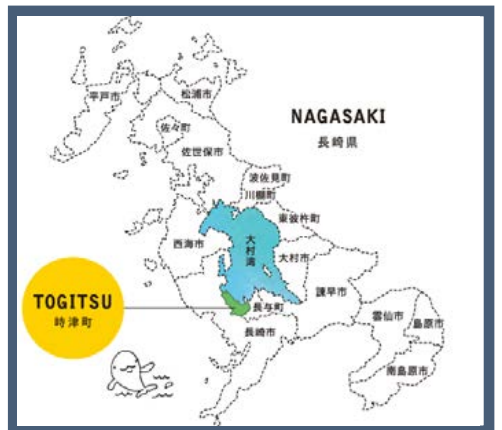 平戸市
松浦市
佐々町
佐世保市
NAGASAKI
長崎県
波佐見町
川棚町
東彼杵町
西海市
大村湾
大村市
諫早市
TOGITSU
時津町
長与町
長崎市
雲仙市
島原市
南島原市